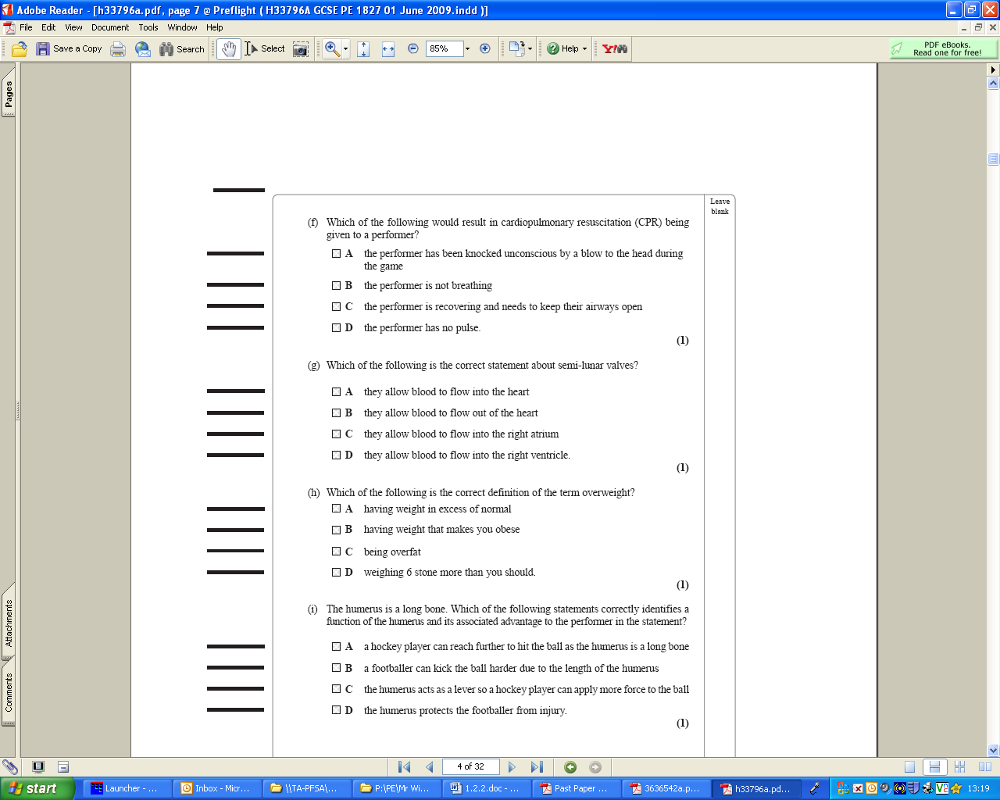 Adobe Reader - [h33796a.pdf, page 7 @ Preflight ( H33796A GCSE PE 1827 01 June 2009.indd )]
File Edit View Document Tools Window Help
Save a Copy Search Select 85% Help Y! PDF eBooks.
Read one for free!
Pages
Attachments
Comments
Leave
blank
(f) Which of the following would result in cardiopulmonary resuscitation (CPR) being
given to a performer?
A the performer has been knocked unconscious by a blow to the head during
the game
B the performer is not breathing
C the performer is recovering and needs to keep their airways open
D the performer has no pulse.
(1)
(g) Which of the following is the correct statement about semi-lunar valves?
A they allow blood to flow into the heart
B they allow blood to flow out of the heart
C they allow blood to flow into the right atrium
D they allow blood to flow into the right ventricle.
(1)
(h) Which of the following is the correct definition of the term overweight?
A having weight in excess of normal
B having weight that makes you obese
C being overfat
D weighing 6 stone more than you should.
(1)
(i) The humerus is a long bone. Which of the following statements correctly identifies a
function of the humerus and its associated advantage to the performer in the statement?
A a hockey player can reach further to hit the ball as the humerus is a long bone
B a footballer can kick the ball harder due to the length of the humerus
C the humerus acts as a lever so a hockey player can apply more force to the ball
D the humerus protects the footballer from injury.
(1)
4 of 32
start Launcher - ... Inbox - Micr... \\TA-PFSA\... P:\PE\Mr Wi... 1.2.2.doc - ... Past Paper ... 3636542a.p... h33796a.pd... 13:19